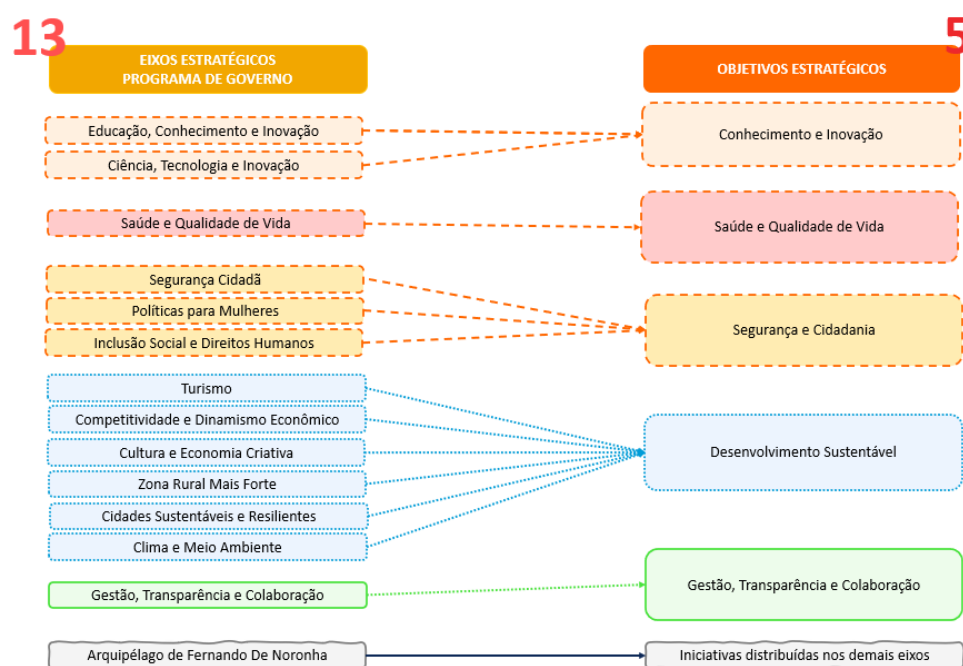 13
EIXOS ESTRATÉGICOS
PROGRAMA DE GOVERNO
Educação, Conhecimento e Inovação
Ciência, Tecnologia e Inovação
Saúde e Qualidade de Vida
Segurança Cidadã
Políticas para Mulheres
Inclusão Social e Direitos Humanos
Turismo
Competitividade e Dinamismo Econômico
Cultura e Economia Criativa
Zona Rural Mais Forte
Cidades Sustentáveis e Resilientes
Clima e Meio Ambiente
Gestão, Transparência e Colaboração
Arquipélago de Fernando De Noronha
5
OBJETIVOS ESTRATÉGICOS
Conhecimento e Inovação
Saúde e Qualidade de Vida
Segurança e Cidadania
Desenvolvimento Sustentável
Gestão, Transparência e Colaboração
Iniciativas distribuídas nos demais eixos